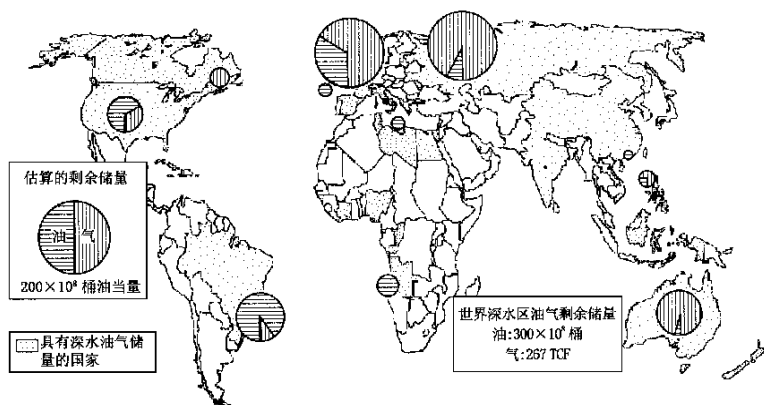 估算的剩余储量
油 气
200×10⁸ 桶油当量
具有深水油气储
量的国家
世界深水区油气剩余储量
油:300×10⁸ 桶
气:267 TCF